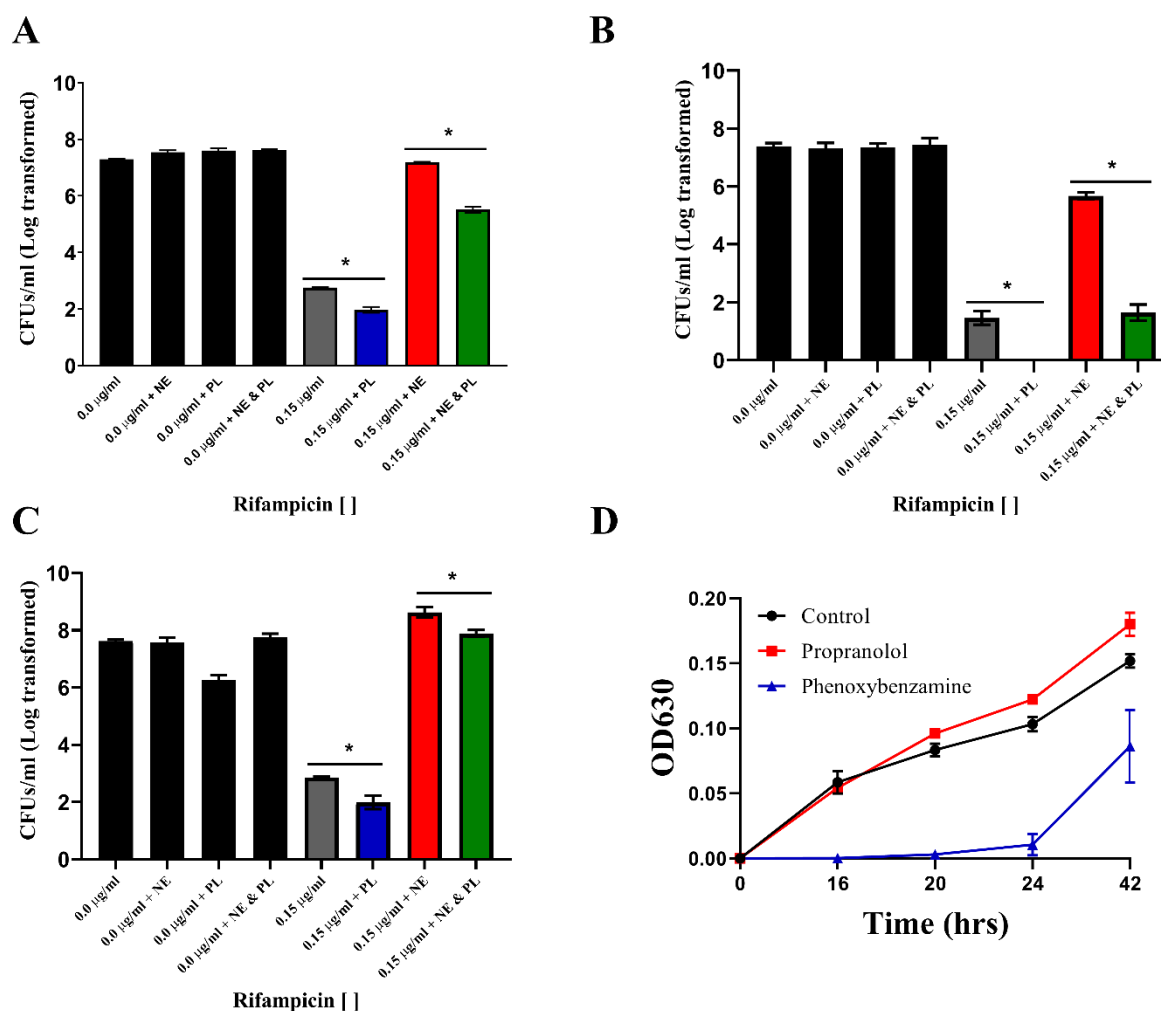 A
CFUs/ml (Log transformed)
10
8
6
4
2
0
*
*
0.0 μg/ml
0.0 μg/ml + NE
0.0 μg/ml + PL
0.0 μg/ml + NE & PL
0.15 μg/ml
0.15 μg/ml + PL
0.15 μg/ml + NE
0.15 μg/ml + NE & PL
Rifampicin [ ]
B
CFUs/ml (Log transformed)
10
8
6
4
2
0
*
*
0.0 μg/ml
0.0 μg/ml + NE
0.0 μg/ml + PL
0.0 μg/ml + NE & PL
0.15 μg/ml
0.15 μg/ml + PL
0.15 μg/ml + NE
0.15 μg/ml + NE & PL
Rifampicin [ ]
C
CFUs/ml (Log transformed)
10
8
6
4
2
0
*
*
0.0 μg/ml
0.0 μg/ml + NE
0.0 μg/ml + PL
0.0 μg/ml + NE & PL
0.15 μg/ml
0.15 μg/ml + PL
0.15 μg/ml + NE
0.15 μg/ml + NE & PL
Rifampicin [ ]
D
OD630
0.20
0.15
0.10
0.05
0.00
Control
Propranolol
Phenoxybenzamine
0 16 20 24 42
Time (hrs)